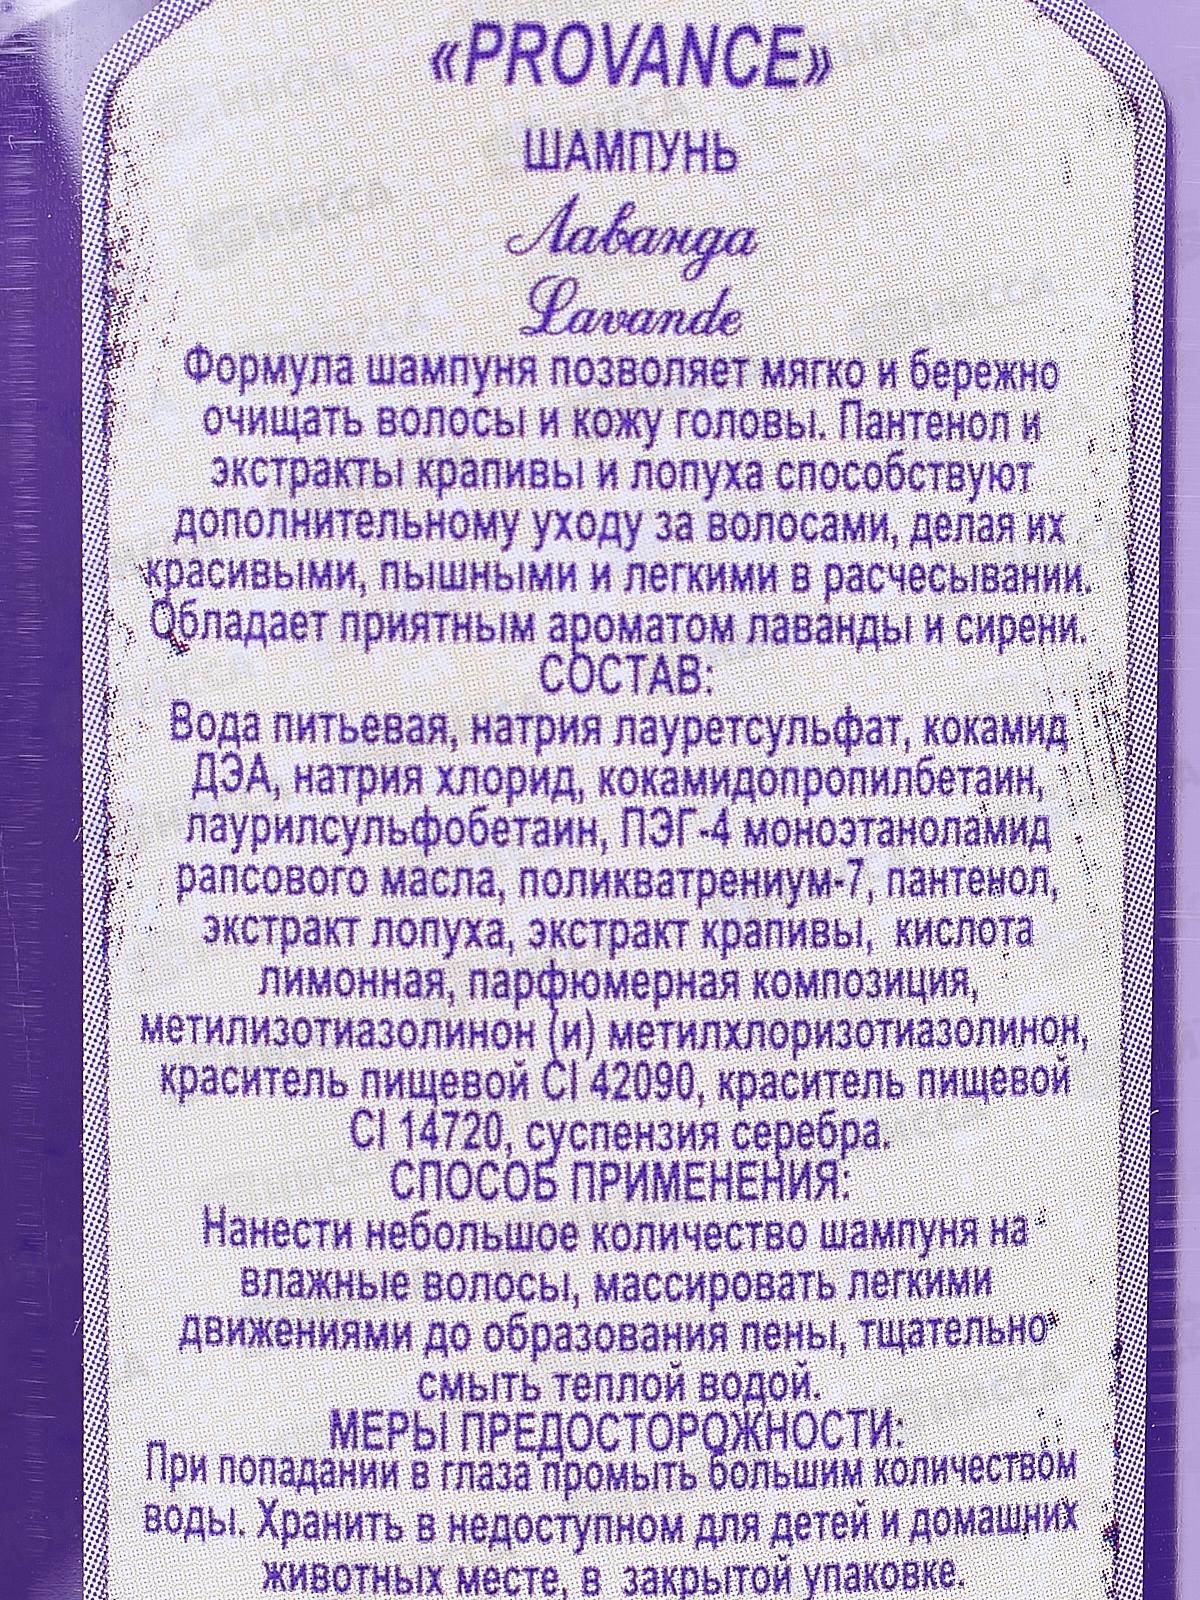 «PROVANCE»
ШАМПУНЬ
Лаванда
Lavande
Формула шампуня позволяет мягко и бережно
очищать волосы и кожу головы. Пантенол и
экстракты крапивы и лопуха способствуют
дополнительному уходу за волосами, делая их
красивыми, пышными и легкими в расчесывании.
Обладает приятным ароматом лаванды и сирени.
СОСТАВ:
Вода питьевая, натрия лауретсульфат, кокамид
ДЭА, натрия хлорид, кокамидопропилбетаин,
лаурилсульфобетаин, ПЭГ-4 моноэтаноламид
рапсового масла, поликватрениум-7, пантенол,
экстракт лопуха, экстракт крапивы, кислота
лимонная, парфюмерная композиция,
метилизотиазолинон (и) метилхлоризотиазолинон,
краситель пищевой CI 42090, краситель пищевой
CI 14720, суспензия серебра.
СПОСОБ ПРИМЕНЕНИЯ:
Нанести небольшое количество шампуня на
влажные волосы, массировать легкими
движениями до образования пены, тщательно
смыть теплой водой.
МЕРЫ ПРЕДОСТОРОЖНОСТИ:
При попадании в глаза промыть большим количеством
воды. Хранить в недоступном для детей и домашних
животных месте, в закрытой упаковке.